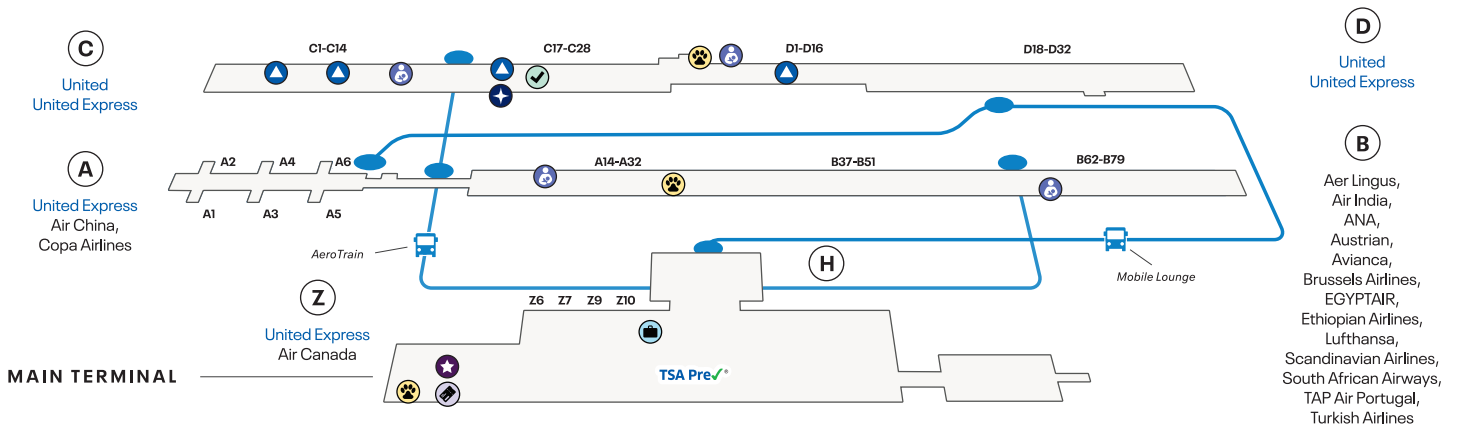 C
United
United Express
C1-C14
C17-C28
D1-D16
D18-D32
D
United
United Express
A
United Express
Air China,
Copa Airlines
A2
A4
A6
A1
A3
A5
A14-A32
B37-B51
B62-B79
B
Aer Lingus,
Air India,
ANA,
Austrian,
Avianca,
Brussels Airlines,
EGYPTAIR,
Ethiopian Airlines,
Lufthansa,
Scandinavian Airlines,
South African Airways,
TAP Air Portugal,
Turkish Airlines
AeroTrain
H
Mobile Lounge
Z
United Express
Air Canada
Z6
Z7
Z9
Z10
MAIN TERMINAL
TSA Pre✓®